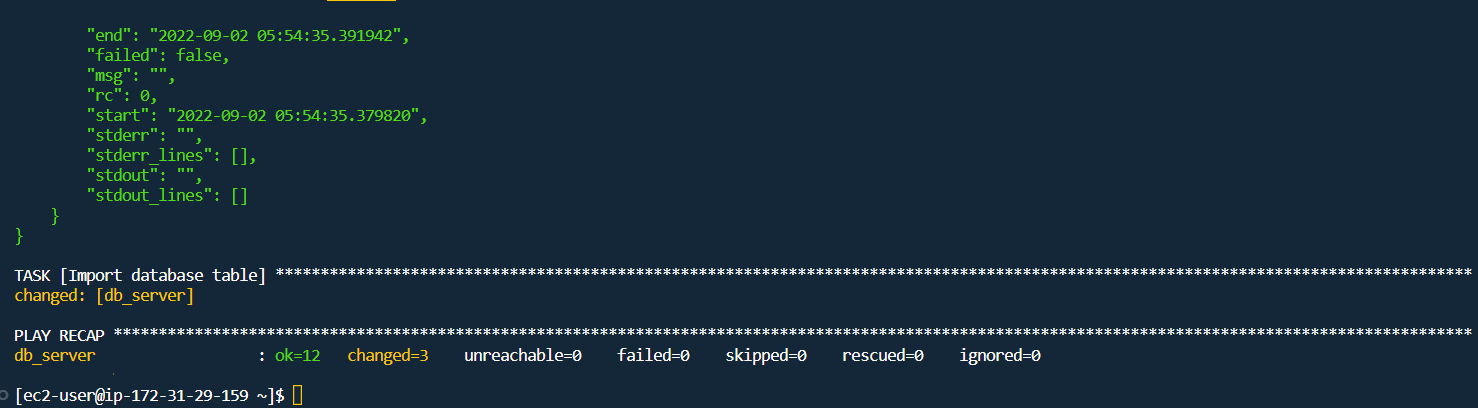 "end": "2022-09-02 05:54:35.391942",
"failed": false,
"msg": "",
"rc": 0,
"start": "2022-09-02 05:54:35.379820",
"stderr": "",
"stderr_lines": [],
"stdout": "",
"stdout_lines": []
}
}
TASK [Import database table] *************************************************************************************************************************************
changed: [db_server]
PLAY RECAP *******************************************************************************************************************************************************
db_server : ok=12 changed=3 unreachable=0 failed=0 skipped=0 rescued=0 ignored=0
[ec2-user@ip-172-31-29-159 ~]$